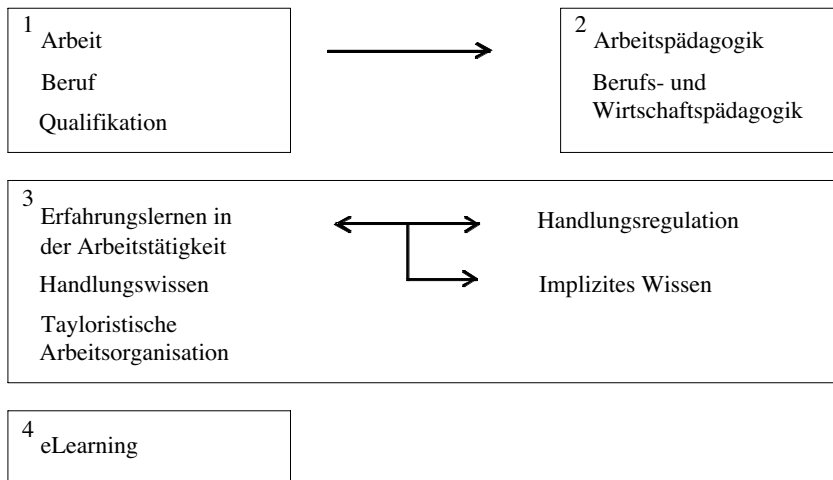 1
Arbeit
Beruf
Qualifikation
2
Arbeitspädagogik
Berufs- und
Wirtschaftspädagogik
3
Erfahrungslernen in
der Arbeitstätigkeit
Handlungswissen
Tayloristische
Arbeitsorganisation
Handlungsregulation
Implizites Wissen
4
eLearning